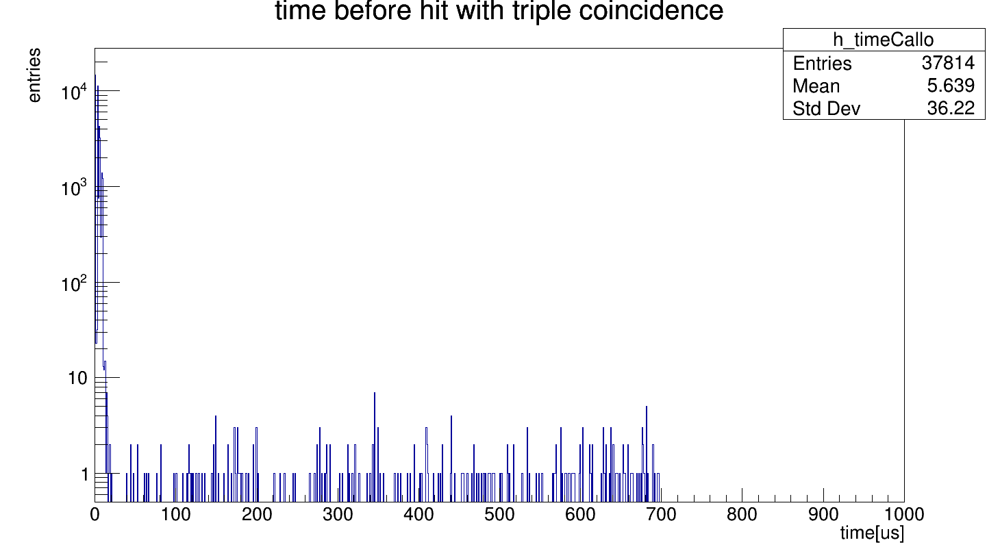 time before hit with triple coincidence
h_timeCallo
Entries 37814
Mean 5.639
Std Dev 36.22
entries
10^4
10^3
10^2
10
1
0 100 200 300 400 500 600 700 800 900 1000
time[us]